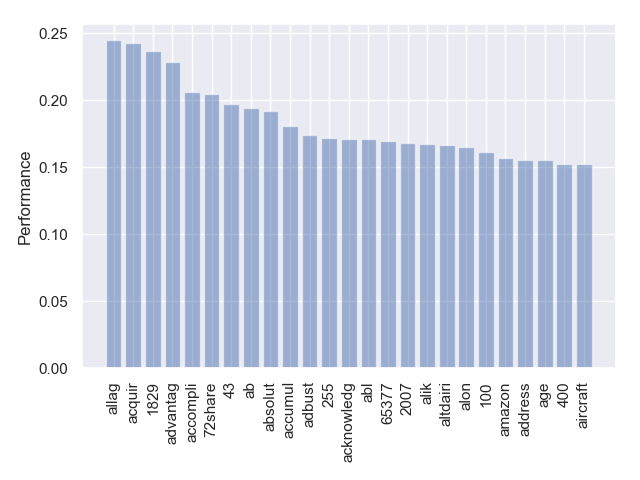 0.25
0.20
0.15
0.10
0.05
0.00
Performance
allag
acquir
1829
advantag
accompli
72share
43
ab
absolut
accumul
adbust
255
acknowledg
abl
65377
2007
alik
altdairi
alon
100
amazon
address
age
400
aircraft